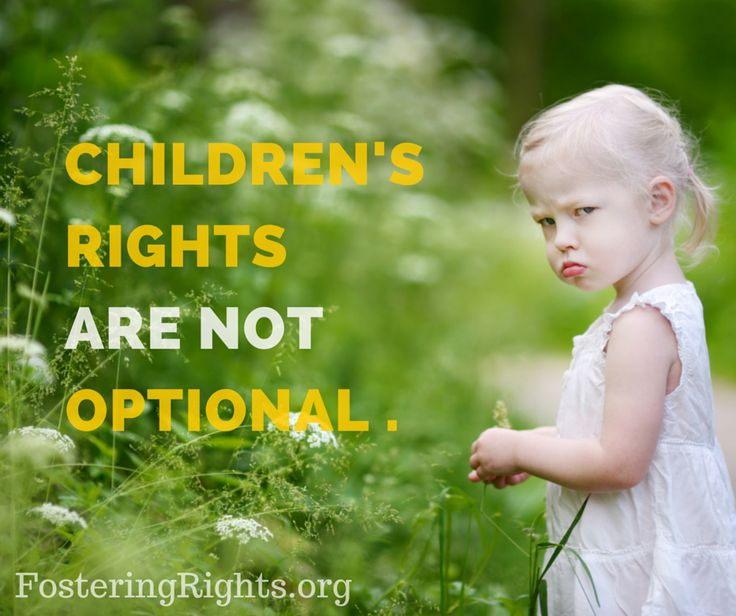 CHILDREN'S
RIGHTS
ARE NOT
OPTIONAL .
FosteringRights.org